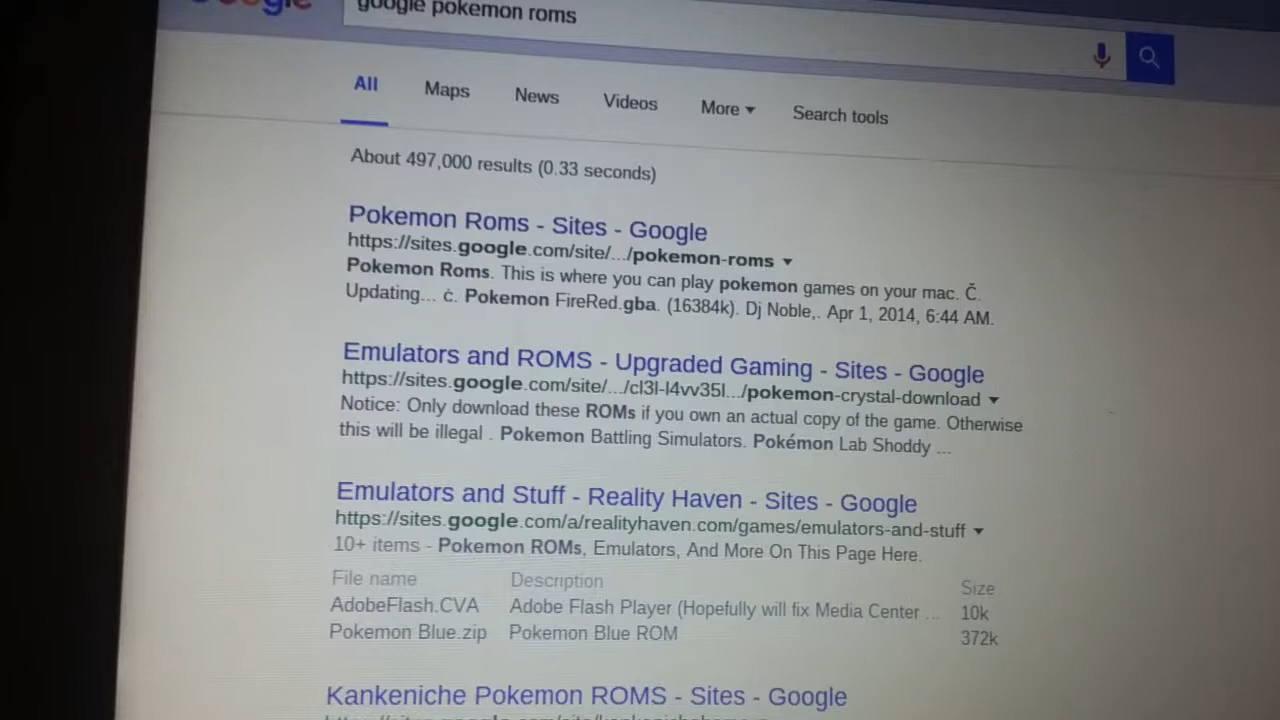 Google
google pokemon roms
All Maps News Videos More Search tools
About 497,000 results (0.33 seconds)
Pokemon Roms - Sites - Google
https://sites.google.com/site/.../pokemon-roms
Pokemon Roms. This is where you can play pokemon games on your mac. Č.
Updating... ċ. Pokemon FireRed.gba. (16384k). Dj Noble,. Apr 1, 2014, 6:44 AM.
Emulators and ROMS - Upgraded Gaming - Sites - Google
https://sites.google.com/site/.../cl3l-l4vv35l.../pokemon-crystal-download
Notice: Only download these ROMs if you own an actual copy of the game. Otherwise
this will be illegal . Pokemon Battling Simulators. Pokémon Lab Shoddy ...
Emulators and Stuff - Reality Haven - Sites - Google
https://sites.google.com/a/realityhaven.com/games/emulators-and-stuff
10+ items - Pokemon ROMs, Emulators, And More On This Page Here.
File name Description Size
AdobeFlash.CVA Adobe Flash Player (Hopefully will fix Media Center ... 10k
Pokemon Blue.zip Pokemon Blue ROM 372k
Kankeniche Pokemon ROMS - Sites - Google